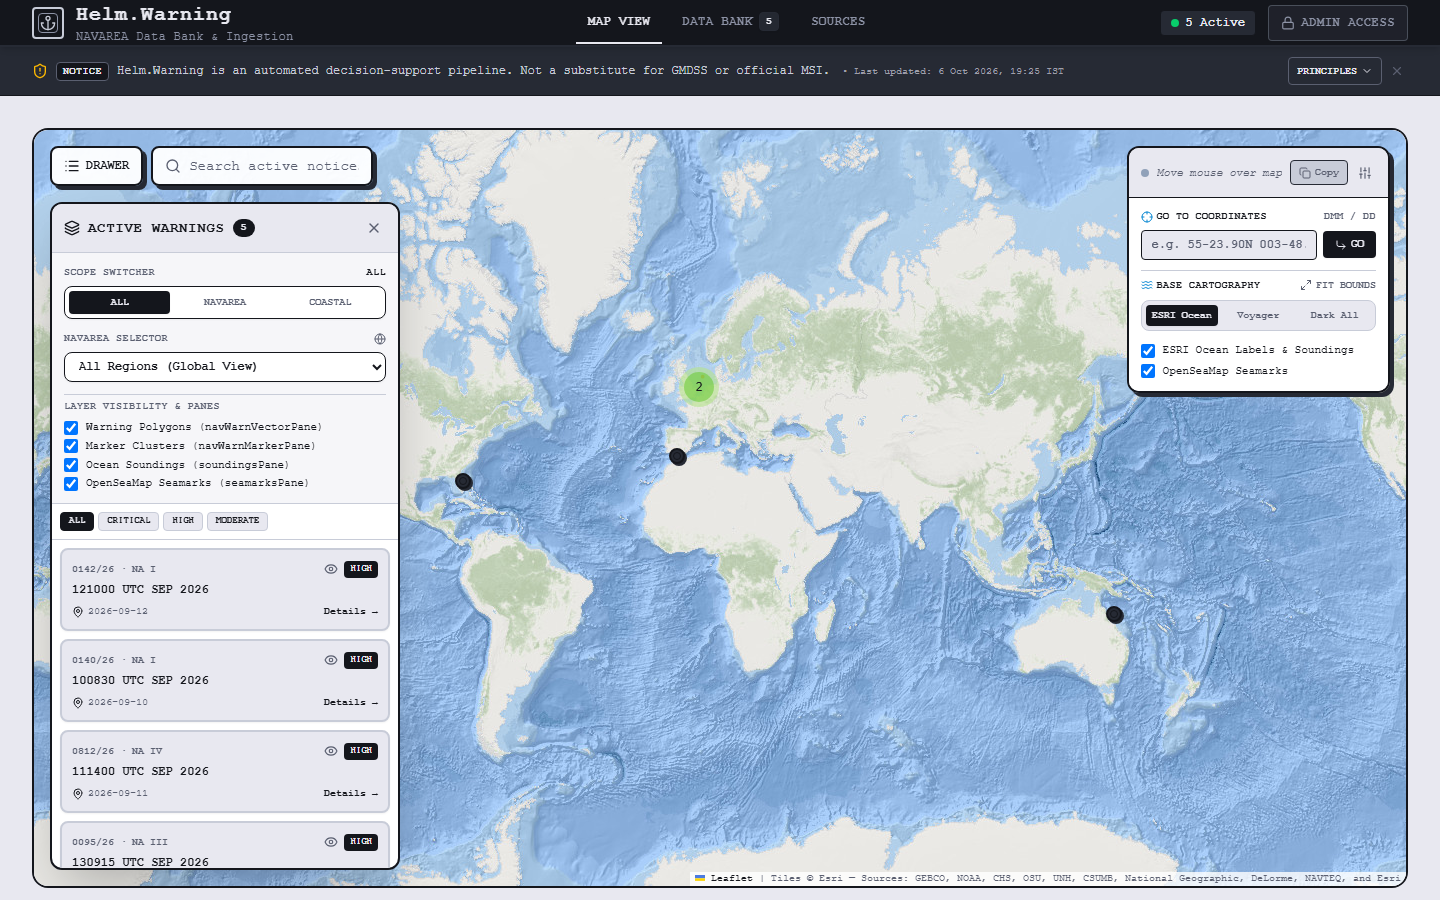 Helm.Warning
NAVAREA Data Bank & Ingestion
MAP VIEW
DATA BANK 5
SOURCES
5 Active
ADMIN ACCESS
NOTICE Helm.Warning is an automated decision-support pipeline. Not a substitute for GMDSS or official MSI. • Last updated: 6 Oct 2026, 19:25 IST
PRINCIPLES
DRAWER
Search active notice
ACTIVE WARNINGS 5
SCOPE SWITCHER ALL
ALL NAVAREA COASTAL
NAVAREA SELECTOR
All Regions (Global View)
LAYER VISIBILITY & PANES
Warning Polygons (navWarnVectorPane)
Marker Clusters (navWarnMarkerPane)
Ocean Soundings (soundingsPane)
OpenSeaMap Seamarks (seamarksPane)
ALL CRITICAL HIGH MODERATE
0142/26 · NA I HIGH
121000 UTC SEP 2026
2026-09-12 Details →
0140/26 · NA I HIGH
100830 UTC SEP 2026
2026-09-10 Details →
0812/26 · NA IV HIGH
111400 UTC SEP 2026
2026-09-11 Details →
0095/26 · NA III HIGH
130915 UTC SEP 2026
2
Move mouse over map Copy
GO TO COORDINATES DMM / DD
e.g. 55-23.90N 003-48. GO
BASE CARTOGRAPHY FIT BOUNDS
ESRI Ocean Voyager Dark All
ESRI Ocean Labels & Soundings
OpenSeaMap Seamarks
Leaflet | Tiles © Esri — Sources: GEBCO, NOAA, CHS, OSU, UNH, CSUMB, National Geographic, DeLorme, NAVTEQ, and Esri